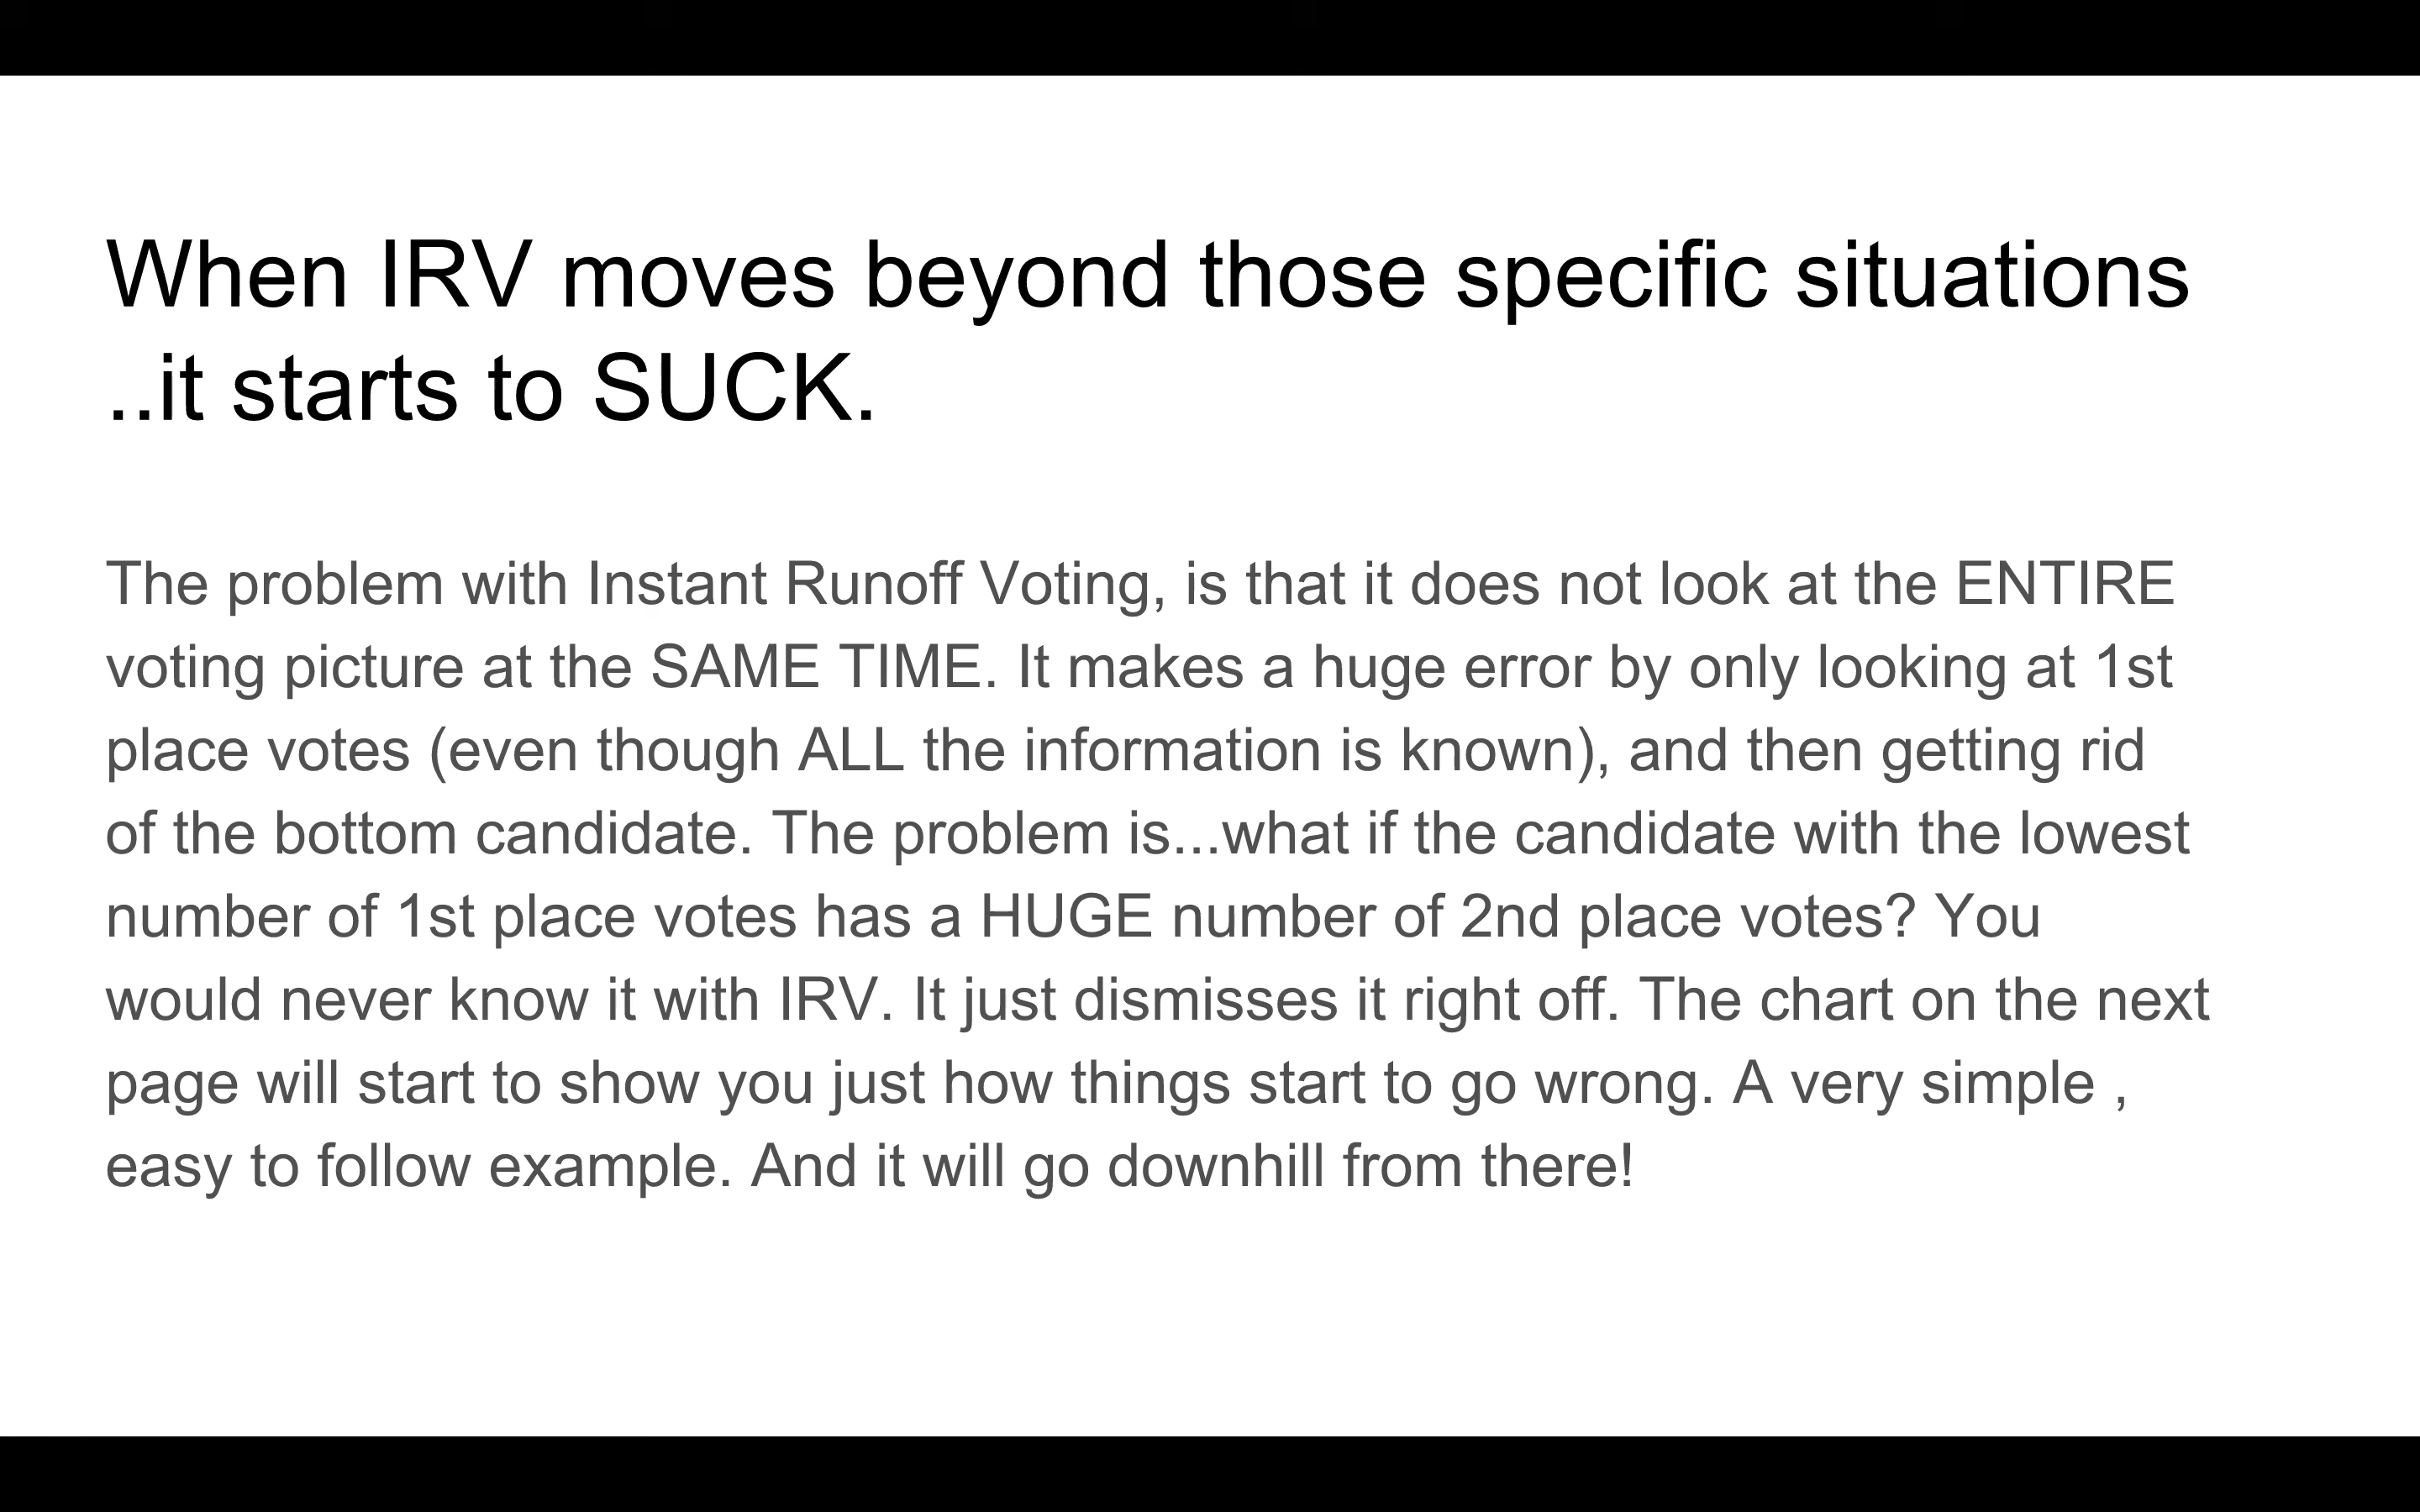 When IRV moves beyond those specific situations
..it starts to SUCK.
The problem with Instant Runoff Voting, is that it does not look at the ENTIRE
voting picture at the SAME TIME. It makes a huge error by only looking at 1st
place votes (even though ALL the information is known), and then getting rid
of the bottom candidate. The problem is...what if the candidate with the lowest
number of 1st place votes has a HUGE number of 2nd place votes? You
would never know it with IRV. It just dismisses it right off. The chart on the next
page will start to show you just how things start to go wrong. A very simple ,
easy to follow example. And it will go downhill from there!